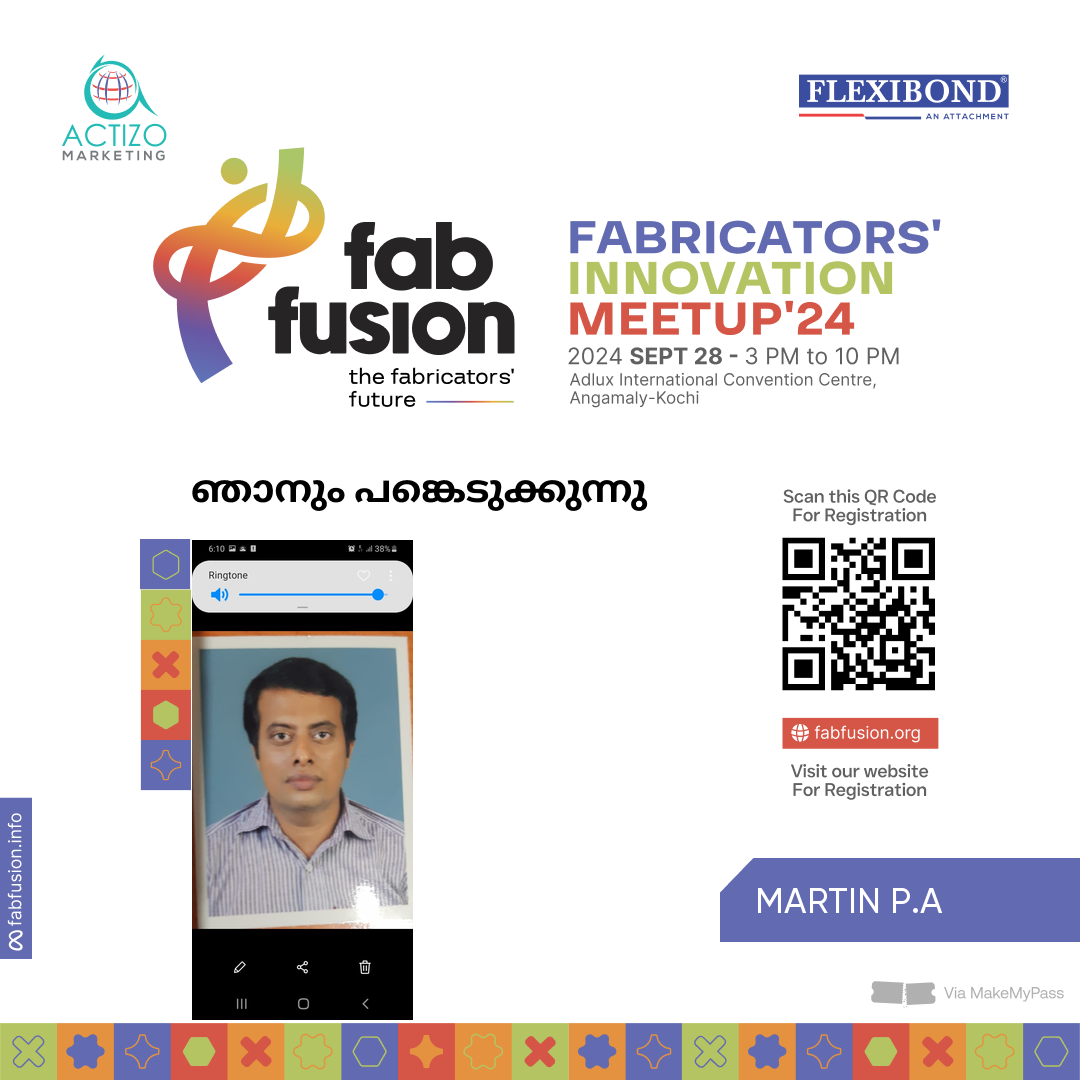 ACTIZO
MARKETING
FLEXIBOND®
AN ATTACHMENT
fab
fusion
the fabricators'
future
FABRICATORS'
INNOVATION
MEETUP'24
2024 SEPT 28 - 3 PM to 10 PM
Adlux International Convention Centre,
Angamaly-Kochi
ഞാനും പങ്കെടുക്കുന്നു
Scan this QR Code
For Registration
6:10
38%
Ringtone
fabfusion.org
Visit our website
For Registration
fabfusion.info
MARTIN P.A
Via MakeMyPass